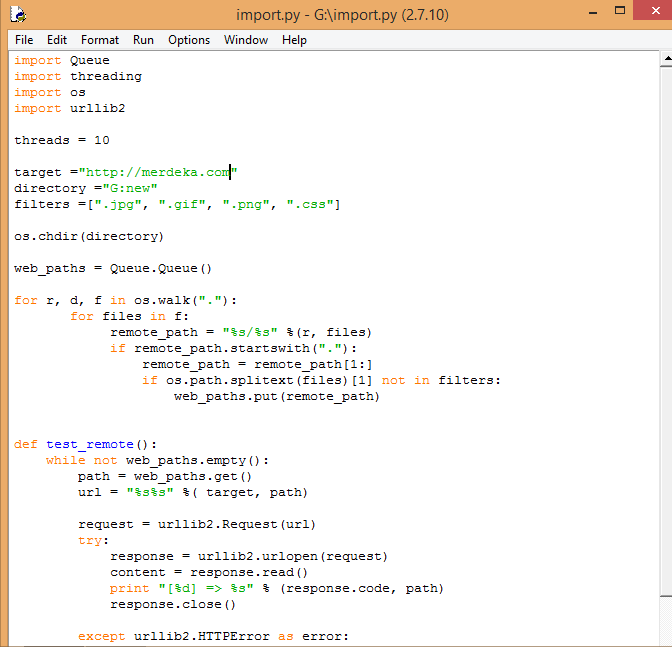 import.py - G:\import.py (2.7.10)
File Edit Format Run Options Window Help
import Queue
import threading
import os
import urllib2
threads = 10
target ="http://merdeka.com"
directory ="G:new"
filters =[".jpg", ".gif", ".png", ".css"]
os.chdir(directory)
web_paths = Queue.Queue()
for r, d, f in os.walk("."):
       for files in f:
            remote_path = "%s/%s" %(r, files)
            if remote_path.startswith("."):
                remote_path = remote_path[1:]
                if os.path.splitext(files)[1] not in filters:
                    web_paths.put(remote_path)
def test_remote():
    while not web_paths.empty():
        path = web_paths.get()
        url = "%s%s" %( target, path)
        request = urllib2.Request(url)
        try:
            response = urllib2.urlopen(request)
            content = response.read()
            print "[%d] => %s" % (response.code, path)
            response.close()
        except urllib2.HTTPError as error: